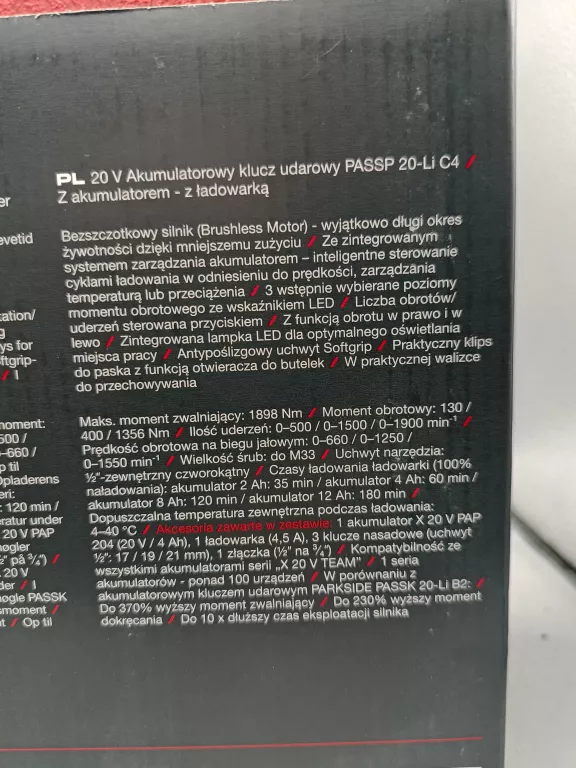 PL 20 V Akumulatorowy klucz udarowy PASSP 20-Li C4 /
Z akumulatorem - z ładowarką
Bezszczotkowy silnik (Brushless Motor) - wyjątkowo długi okres
żywotności dzięki mniejszemu zużyciu / Ze zintegrowanym
systemem zarządzania akumulatorem – inteligentne sterowanie
cyklami ładowania w odniesieniu do prędkości, zarządzania
temperaturą lub przeciążenia / 3 wstępnie wybierane poziomy
momentu obrotowego ze wskaźnikiem LED / Liczba obrotów/
uderzeń sterowana przyciskiem / Z funkcją obrotu w prawo i w
lewo / Zintegrowana lampka LED dla optymalnego oświetlania
miejsca pracy / Antypoślizgowy uchwyt Softgrip / Praktyczny klips
do paska z funkcją otwieracza do butelek / W praktycznej walizce
do przechowywania
Maks. moment zwalniający: 1898 Nm / Moment obrotowy: 130 /
400 / 1356 Nm / Ilość uderzeń: 0–500 / 0–1500 / 0–1900 min⁻¹ /
Prędkość obrotowa na biegu jałowym: 0–660 / 0–1250 /
0–1550 min⁻¹ / Wielkość śrub: do M33 / Uchwyt narzędzia:
½"-zewnętrzny czworokątny / Czasy ładowania ładowarki (100%
naładowania): akumulator 2 Ah: 35 min / akumulator 4 Ah: 60 min /
akumulator 8 Ah: 120 min / akumulator 12 Ah: 180 min /
Dopuszczalna temperatura zewnętrzna podczas ładowania:
4–40 °C / Akcesoria zawarte w zestawie: 1 akumulator X 20 V PAP
204 (20 V / 4 Ah), 1 ładowarka (4,5 A), 3 klucze nasadowe (uchwyt
½": 17 / 19 / 21 mm), 1 złączka (½" na ¾") / Kompatybilność ze
wszystkimi akumulatorami serii „X 20 V TEAM” / 1 seria
akumulatorów - ponad 100 urządzeń / W porównaniu z
akumulatorowym kluczem udarowym PARKSIDE PASSK 20-Li B2: /
Do 370% wyższy moment zwalniający / Do 230% wyższy moment
dokręcania / Do 10 x dłuższy czas eksploatacji silnika